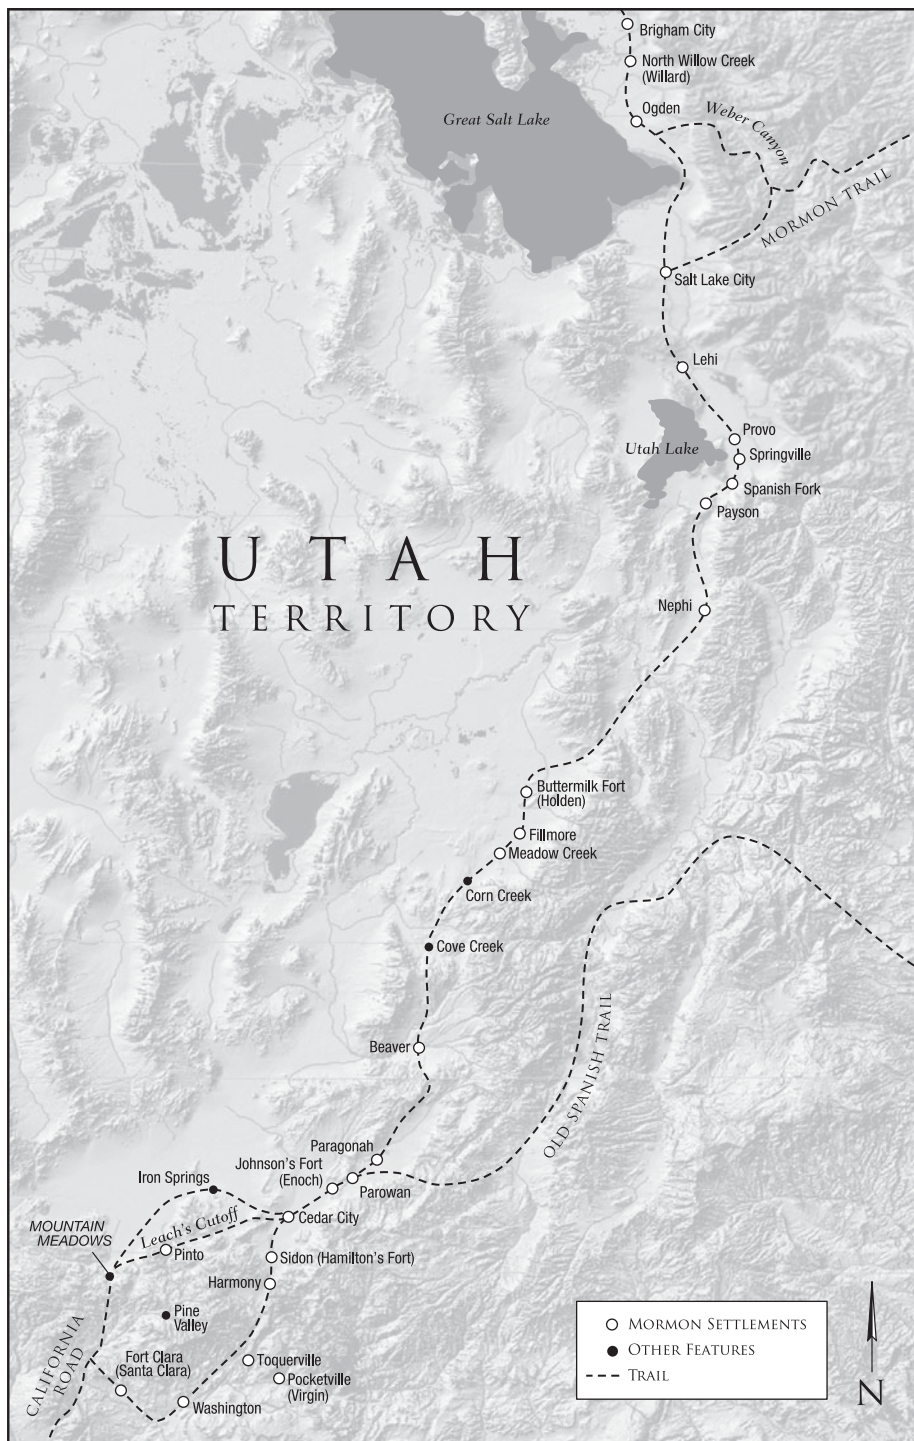 Brigham City
North Willow Creek
(Willard)
Ogden
Weber Canyon
Great Salt Lake
MORMON TRAIL
Salt Lake City
Lehi
Provo
Utah Lake
Springville
Spanish Fork
Payson
UTAH
TERRITORY
Nephi
Buttermilk Fort
(Holden)
Fillmore
Meadow Creek
Corn Creek
Cove Creek
OLD SPANISH TRAIL
Beaver
Paragonah
Johnson's Fort
(Enoch)
Parowan
Iron Springs
Cedar City
Leach's Cutoff
MOUNTAIN
MEADOWS
Pinto
Sidon (Hamilton's Fort)
Harmony
Pine
Valley
CALIFORNIA
ROAD
Fort Clara
(Santa Clara)
Toquerville
Pocketville
(Virgin)
Washington
MORMON SETTLEMENTS
OTHER FEATURES
TRAIL
N